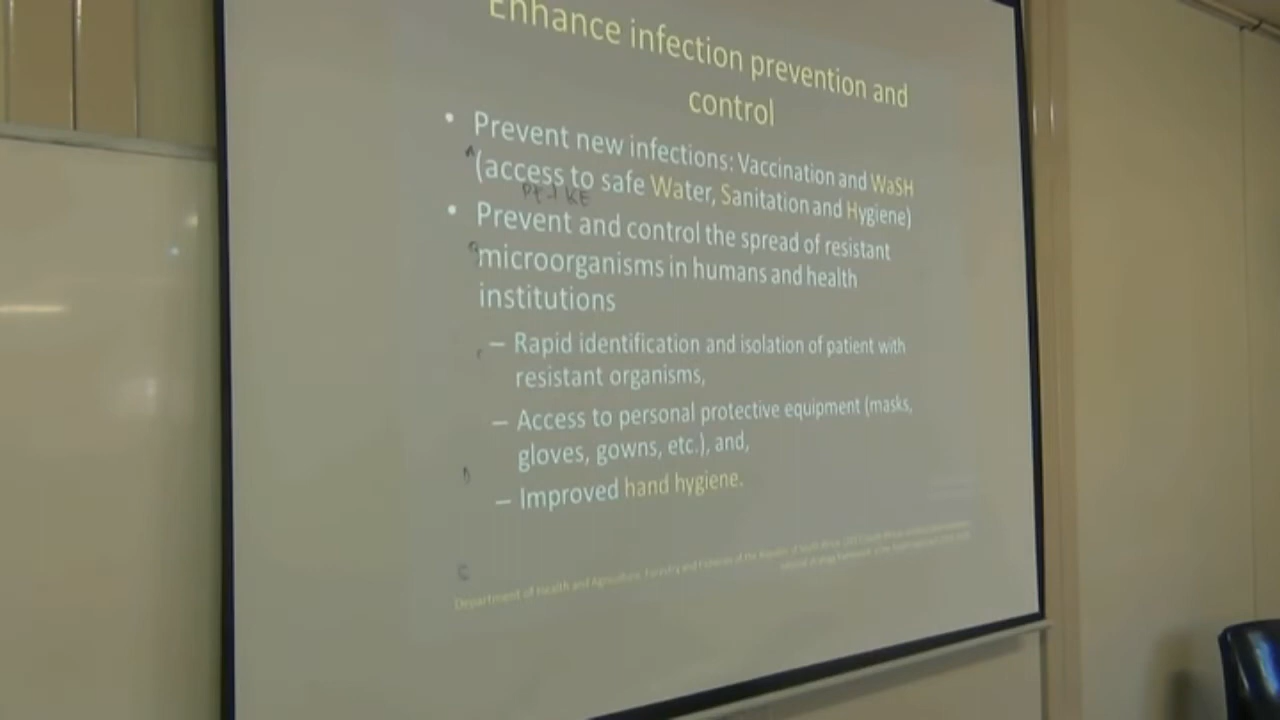 Enhance infection prevention and
control
• Prevent new infections: Vaccination and WaSH
(access to safe Water, Sanitation and Hygiene)
• Prevent and control the spread of resistant
microorganisms in humans and health
institutions
– Rapid identification and isolation of patient with
resistant organisms,
– Access to personal protective equipment (masks,
gloves, gowns, etc.), and,
– Improved hand hygiene.
Department of Health and Agriculture, Forestry and Fisheries of the Republic of South Africa